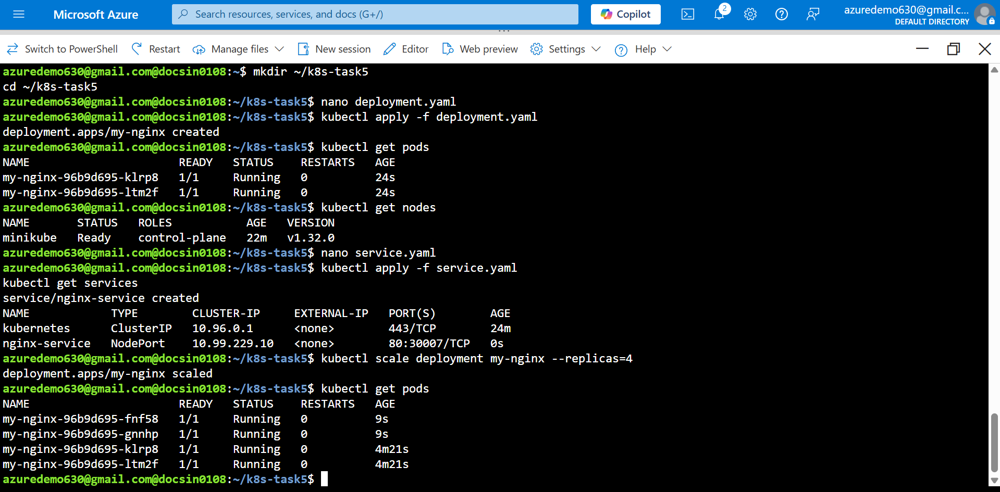 Microsoft Azure
Search resources, services, and docs (G+/)
Copilot
2
azuredemo630@gmail.c...
DEFAULT DIRECTORY
Switch to PowerShell Restart Manage files New session Editor Web preview Settings Help
azuredemo630@gmail.com@docsin0108:~$ mkdir ~/k8s-task5
cd ~/k8s-task5
azuredemo630@gmail.com@docsin0108:~/k8s-task5$ nano deployment.yaml
azuredemo630@gmail.com@docsin0108:~/k8s-task5$ kubectl apply -f deployment.yaml
deployment.apps/my-nginx created
azuredemo630@gmail.com@docsin0108:~/k8s-task5$ kubectl get pods
NAME                      READY   STATUS    RESTARTS   AGE
my-nginx-96b9d695-klrp8   1/1     Running   0          24s
my-nginx-96b9d695-ltm2f   1/1     Running   0          24s
azuredemo630@gmail.com@docsin0108:~/k8s-task5$ kubectl get nodes
NAME       STATUS   ROLES           AGE   VERSION
minikube   Ready    control-plane   22m   v1.32.0
azuredemo630@gmail.com@docsin0108:~/k8s-task5$ nano service.yaml
azuredemo630@gmail.com@docsin0108:~/k8s-task5$ kubectl apply -f service.yaml
kubectl get services
service/nginx-service created
NAME            TYPE        CLUSTER-IP     EXTERNAL-IP   PORT(S)        AGE
kubernetes      ClusterIP   10.96.0.1      <none>        443/TCP        24m
nginx-service   NodePort    10.99.229.10   <none>        80:30007/TCP   0s
azuredemo630@gmail.com@docsin0108:~/k8s-task5$ kubectl scale deployment my-nginx --replicas=4
deployment.apps/my-nginx scaled
azuredemo630@gmail.com@docsin0108:~/k8s-task5$ kubectl get pods
NAME                      READY   STATUS    RESTARTS   AGE
my-nginx-96b9d695-fnf58   1/1     Running   0          9s
my-nginx-96b9d695-gnnhp   1/1     Running   0          9s
my-nginx-96b9d695-klrp8   1/1     Running   0          4m21s
my-nginx-96b9d695-ltm2f   1/1     Running   0          4m21s
azuredemo630@gmail.com@docsin0108:~/k8s-task5$